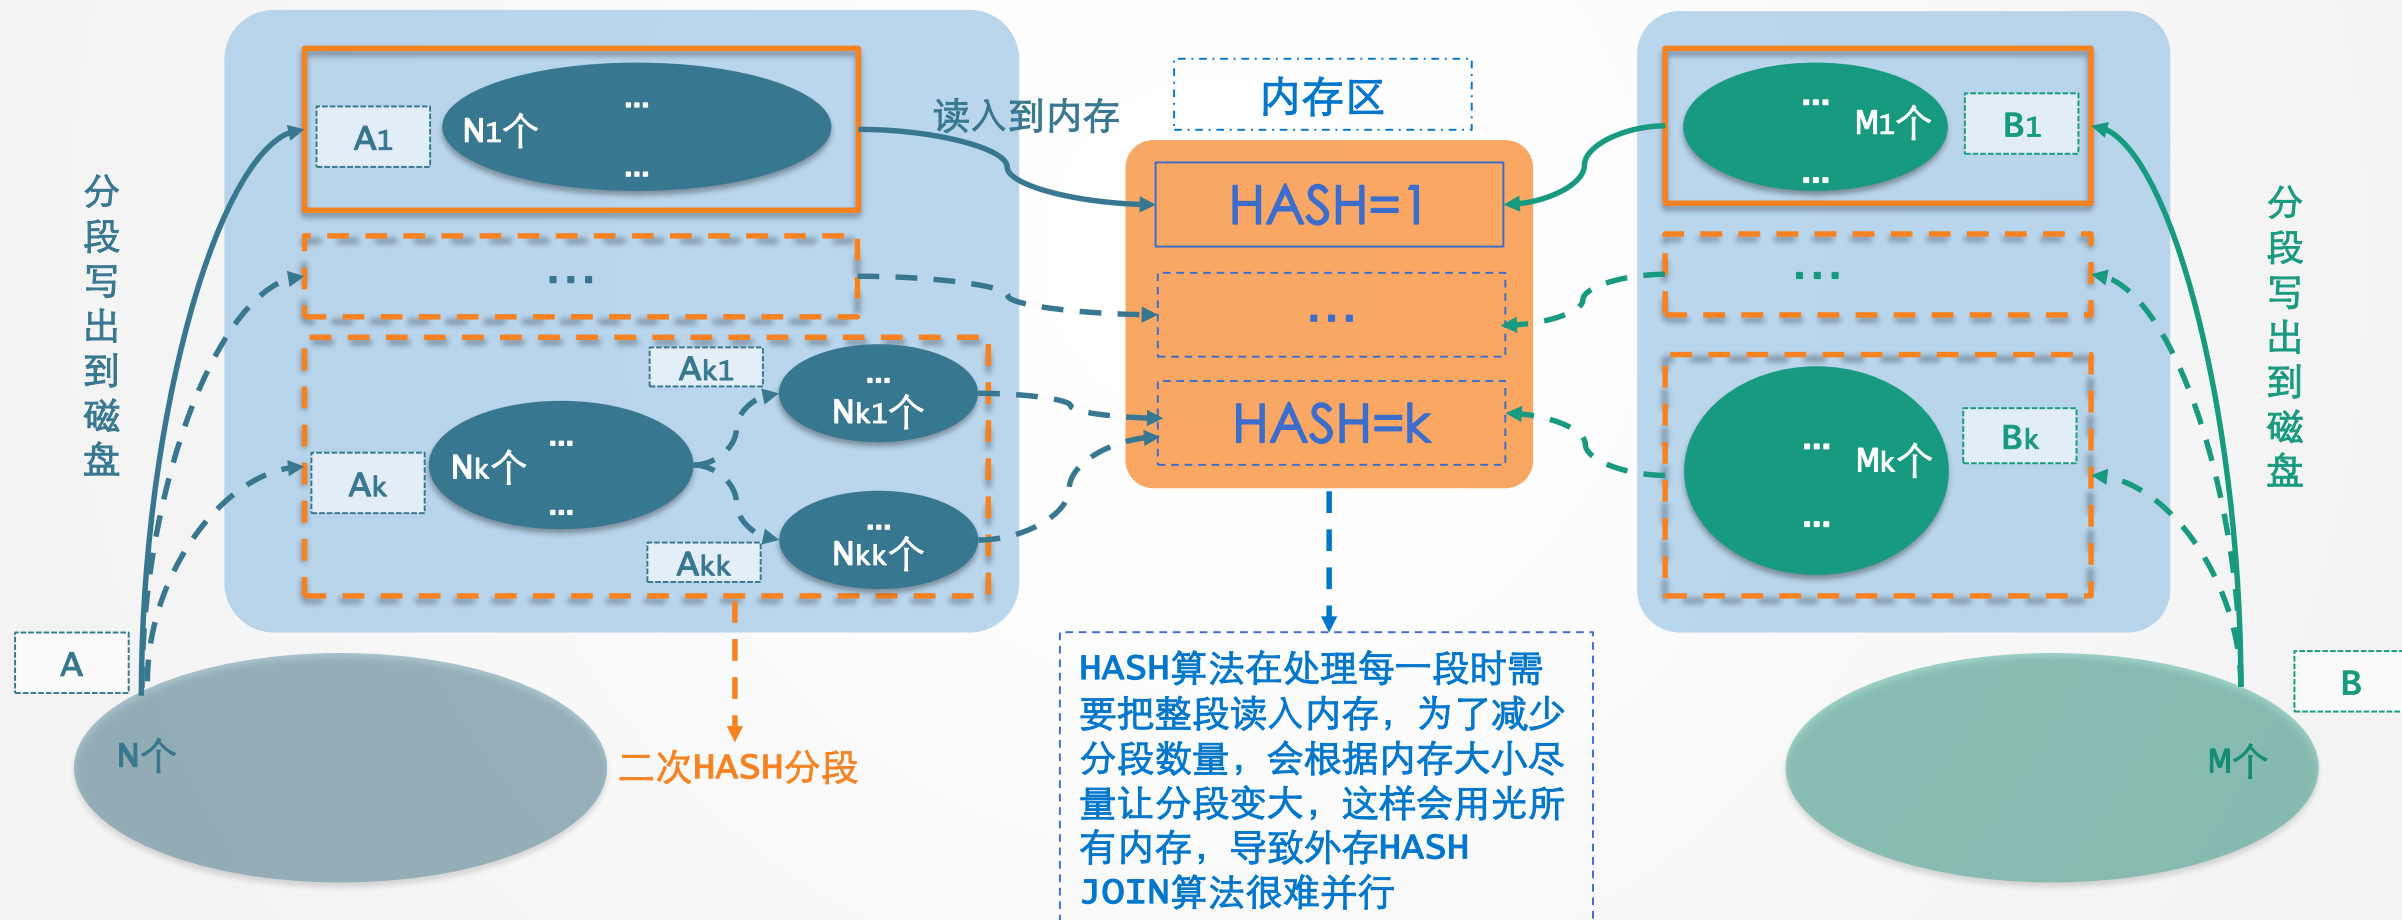 分段写出到磁盘
A1
N1个
...
...
读入到内存
内存区
HASH=1
...
M1个
...
B1
分段写出到磁盘
...
...
...
Ak
Nk个
...
...
Ak1
...
Nk1个
Akk
...
Nkk个
HASH=k
...
Mk个
...
Bk
A
N个
二次HASH分段
HASH算法在处理每一段时需
要把整段读入内存，为了减少
分段数量，会根据内存大小尽
量让分段变大，这样会用光所
有内存，导致外存HASH
JOIN算法很难并行
B
M个